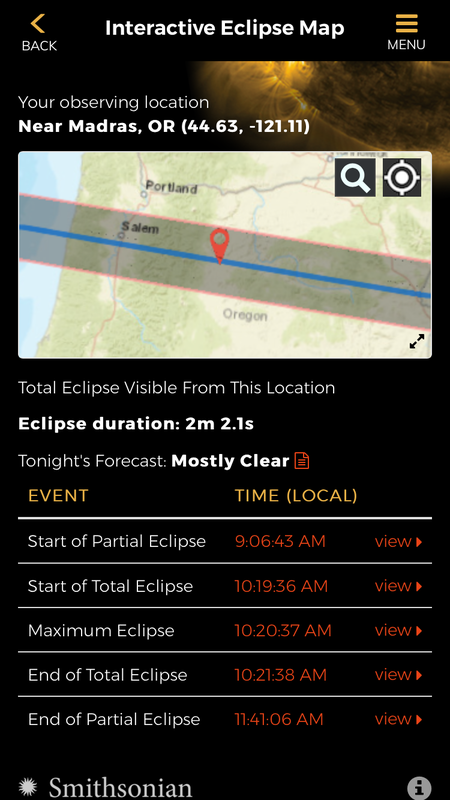 Interactive Eclipse Map
BACK
MENU
Your observing location
Near Madras, OR (44.63, -121.11)
Portland
Salem
Oregon
Total Eclipse Visible From This Location
Eclipse duration: 2m 2.1s
Tonight's Forecast: Mostly Clear
EVENT TIME (LOCAL)
Start of Partial Eclipse 9:06:43 AM view
Start of Total Eclipse 10:19:36 AM view
Maximum Eclipse 10:20:37 AM view
End of Total Eclipse 10:21:38 AM view
End of Partial Eclipse 11:41:06 AM view
Smithsonian